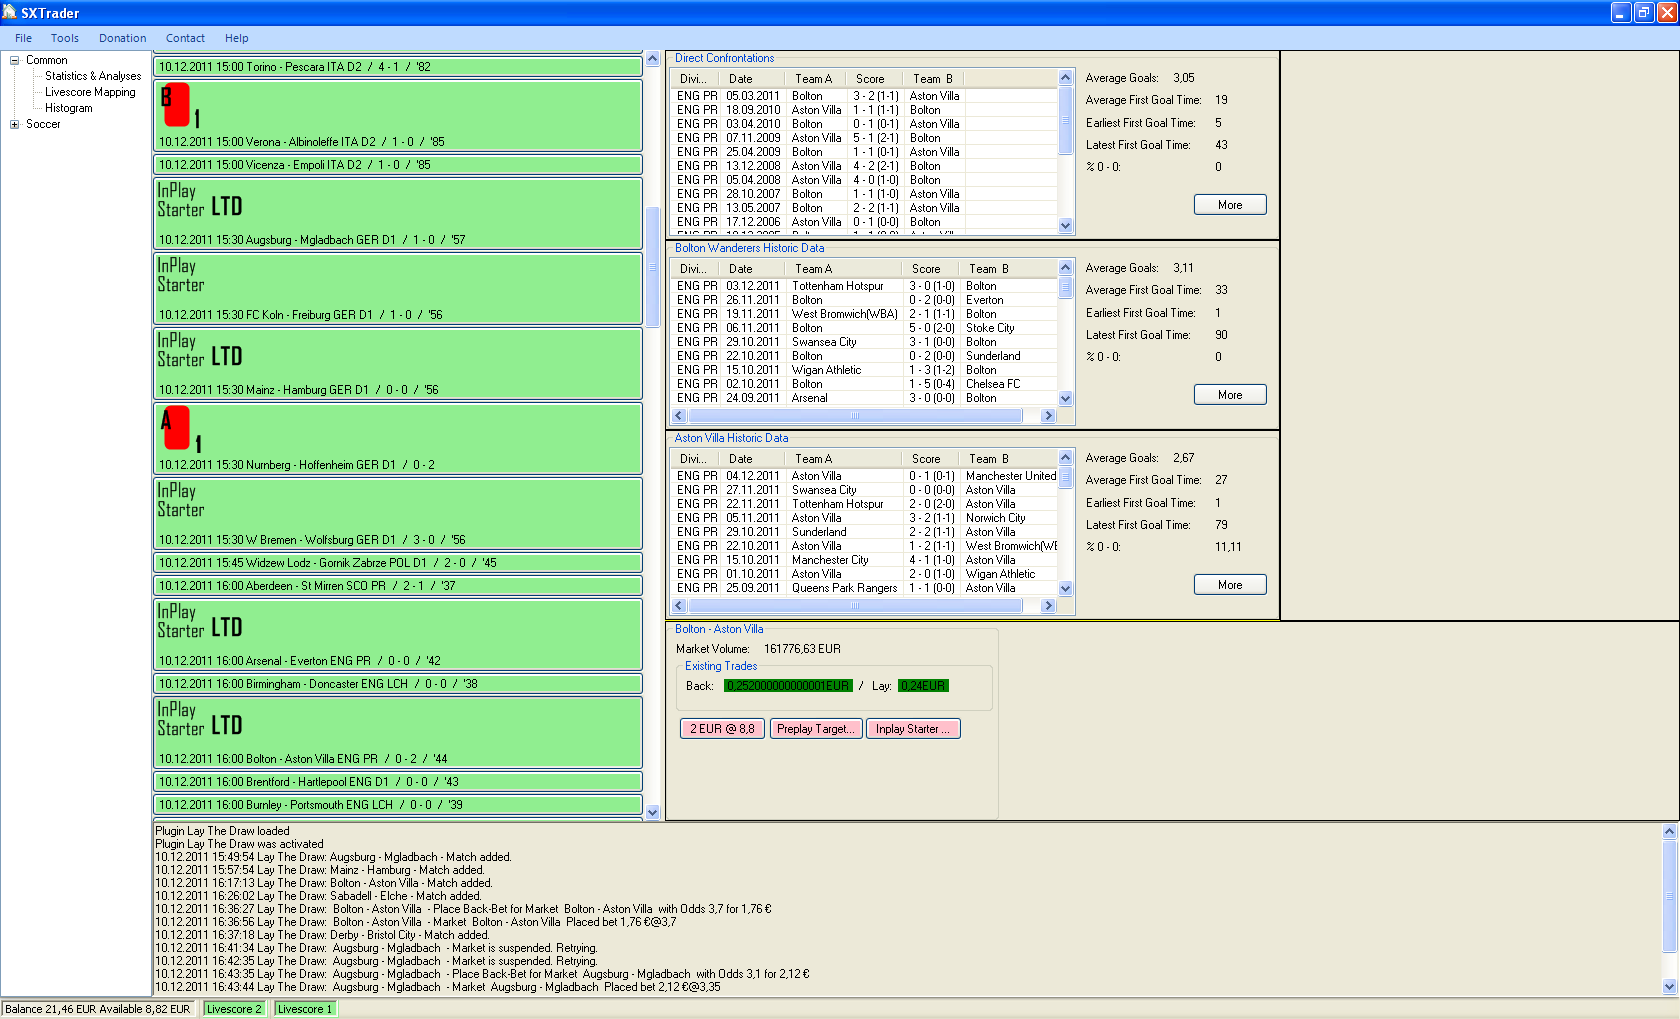 SXTrader
File Tools Donation Contact Help
Common
Statistics & Analyses
Livescore Mapping
Histogram
Soccer
10.12.2011 15:00 Torino - Pescara ITA D2 / 4 - 1 / '82
B 1
10.12.2011 15:00 Verona - Albinoleffe ITA D2 / 1 - 0 / '85
10.12.2011 15:00 Vicenza - Empoli ITA D2 / 1 - 0 / '85
InPlay
Starter LTD
10.12.2011 15:30 Augsburg - Mgladbach GER D1 / 1 - 0 / '57
InPlay
Starter
10.12.2011 15:30 FC Koln - Freiburg GER D1 / 1 - 0 / '56
InPlay
Starter LTD
10.12.2011 15:30 Mainz - Hamburg GER D1 / 0 - 0 / '56
A 1
10.12.2011 15:30 Nurnberg - Hoffenheim GER D1 / 0 - 2
InPlay
Starter
10.12.2011 15:30 W Bremen - Wolfsburg GER D1 / 3 - 0 / '56
10.12.2011 15:45 Widzew Lodz - Gornik Zabrze POL D1 / 2 - 0 / '45
10.12.2011 16:00 Aberdeen - St Mirren SCO PR / 2 - 1 / '37
InPlay
Starter LTD
10.12.2011 16:00 Arsenal - Everton ENG PR / 0 - 0 / '42
10.12.2011 16:00 Birmingham - Doncaster ENG LCH / 0 - 0 / '38
InPlay
Starter LTD
10.12.2011 16:00 Bolton - Aston Villa ENG PR / 0 - 2 / '44
10.12.2011 16:00 Brentford - Hartlepool ENG D1 / 0 - 0 / '43
10.12.2011 16:00 Burnley - Portsmouth ENG LCH / 0 - 0 / '39
Direct Confrontations
Divi... Date Team A Score Team B
ENG PR 05.03.2011 Bolton 3 - 2 (1-1) Aston Villa
ENG PR 18.09.2010 Aston Villa 1 - 1 (1-1) Bolton
ENG PR 03.04.2010 Bolton 0 - 1 (0-1) Aston Villa
ENG PR 07.11.2009 Aston Villa 5 - 1 (2-1) Bolton
ENG PR 25.04.2009 Bolton 1 - 1 (0-1) Aston Villa
ENG PR 13.12.2008 Aston Villa 4 - 2 (2-1) Bolton
ENG PR 05.04.2008 Aston Villa 4 - 0 (1-0) Bolton
ENG PR 28.10.2007 Bolton 1 - 1 (1-0) Aston Villa
ENG PR 13.05.2007 Bolton 2 - 2 (1-1) Aston Villa
ENG PR 17.12.2006 Aston Villa 0 - 1 (0-0) Bolton
Average Goals: 3,05
Average First Goal Time: 19
Earliest First Goal Time: 5
Latest First Goal Time: 43
% 0 - 0: 0
More
Bolton Wanderers Historic Data
Divi... Date Team A Score Team B
ENG PR 03.12.2011 Tottenham Hotspur 3 - 0 (1-0) Bolton
ENG PR 26.11.2011 Bolton 0 - 2 (0-0) Everton
ENG PR 19.11.2011 West Bromwich(WBA) 2 - 1 (1-1) Bolton
ENG PR 06.11.2011 Bolton 5 - 0 (2-0) Stoke City
ENG PR 29.10.2011 Swansea City 3 - 1 (0-0) Bolton
ENG PR 22.10.2011 Bolton 0 - 2 (0-0) Sunderland
ENG PR 15.10.2011 Wigan Athletic 1 - 3 (1-2) Bolton
ENG PR 02.10.2011 Bolton 1 - 5 (0-4) Chelsea FC
ENG PR 24.09.2011 Arsenal 3 - 0 (0-0) Bolton
Average Goals: 3,11
Average First Goal Time: 33
Earliest First Goal Time: 1
Latest First Goal Time: 90
% 0 - 0: 0
More
Aston Villa Historic Data
Divi... Date Team A Score Team B
ENG PR 04.12.2011 Aston Villa 0 - 1 (0-1) Manchester United
ENG PR 27.11.2011 Swansea City 0 - 0 (0-0) Aston Villa
ENG PR 22.11.2011 Tottenham Hotspur 2 - 0 (2-0) Aston Villa
ENG PR 05.11.2011 Aston Villa 3 - 2 (1-1) Norwich City
ENG PR 29.10.2011 Sunderland 2 - 2 (1-1) Aston Villa
ENG PR 22.10.2011 Aston Villa 1 - 2 (1-1) West Bromwich(WE
ENG PR 15.10.2011 Manchester City 4 - 1 (1-0) Aston Villa
ENG PR 01.10.2011 Aston Villa 2 - 0 (1-0) Wigan Athletic
ENG PR 25.09.2011 Queens Park Rangers 1 - 1 (0-0) Aston Villa
Average Goals: 2,67
Average First Goal Time: 27
Earliest First Goal Time: 1
Latest First Goal Time: 79
% 0 - 0: 11,11
More
Bolton - Aston Villa
Market Volume: 161776,63 EUR
Existing Trades
Back: 0,252000000000001EUR / Lay: 0,24EUR
2 EUR @ 8,8 Preplay Target... Inplay Starter ...
Plugin Lay The Draw loaded
Plugin Lay The Draw was activated
10.12.2011 15:49:54 Lay The Draw: Augsburg - Mgladbach - Match added.
10.12.2011 15:57:54 Lay The Draw: Mainz - Hamburg - Match added.
10.12.2011 16:17:13 Lay The Draw: Bolton - Aston Villa - Match added.
10.12.2011 16:26:02 Lay The Draw: Sabadell - Elche - Match added.
10.12.2011 16:36:27 Lay The Draw: Bolton - Aston Villa - Place Back-Bet for Market Bolton - Aston Villa with Odds 3,7 for 1,76 €
10.12.2011 16:36:56 Lay The Draw: Bolton - Aston Villa - Market Bolton - Aston Villa Placed bet 1,76 €@3,7
10.12.2011 16:37:18 Lay The Draw: Derby - Bristol City - Match added.
10.12.2011 16:41:34 Lay The Draw: Augsburg - Mgladbach - Market is suspended. Retrying.
10.12.2011 16:42:35 Lay The Draw: Augsburg - Mgladbach - Market is suspended. Retrying.
10.12.2011 16:43:35 Lay The Draw: Augsburg - Mgladbach - Place Back-Bet for Market Augsburg - Mgladbach with Odds 3,1 for 2,12 €
10.12.2011 16:43:44 Lay The Draw: Augsburg - Mgladbach - Market Augsburg - Mgladbach Placed bet 2,12 €@3,35
Balance 21,46 EUR Available 8,82 EUR Livescore 2 Livescore 1